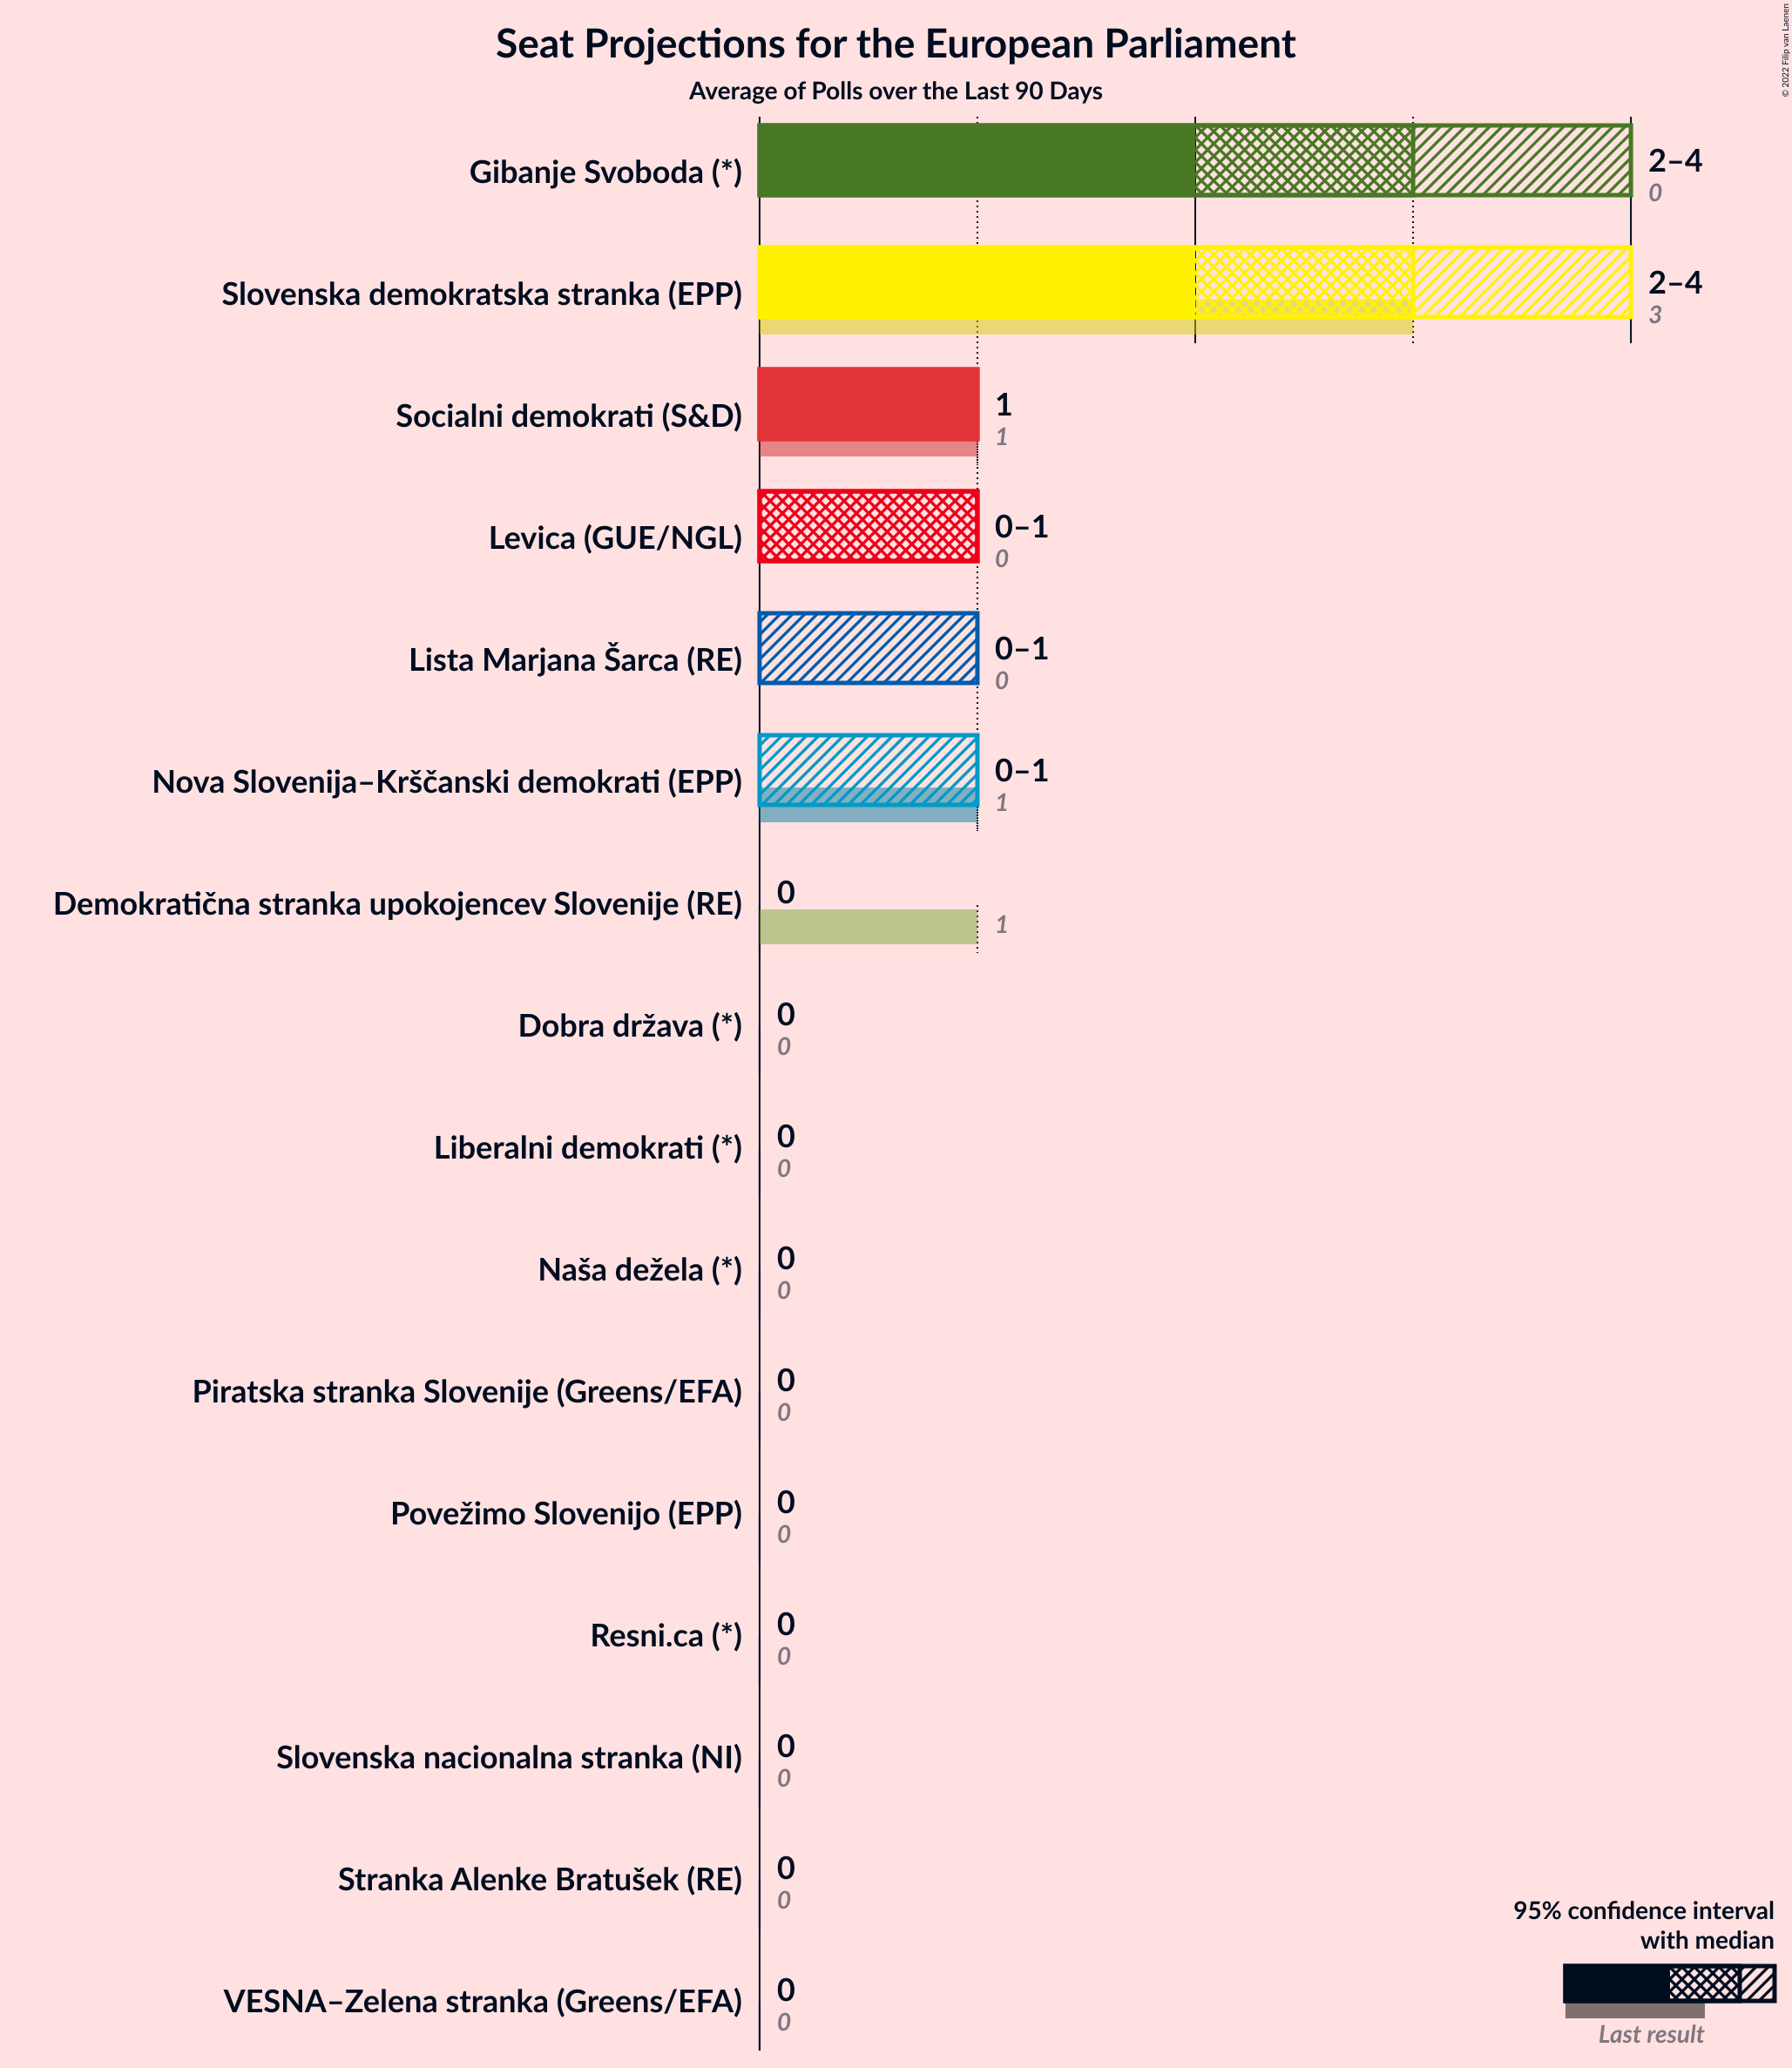 Seat Projections for the European Parliament
Average of Polls over the Last 90 Days
© 2022 Filip van Laenen
Gibanje Svoboda (*)
2–4
0
Slovenska demokratska stranka (EPP)
2–4
3
Socialni demokrati (S&D)
1
1
Levica (GUE/NGL)
0–1
0
Lista Marjana Šarca (RE)
0–1
0
Nova Slovenija–Krščanski demokrati (EPP)
0–1
1
Demokratična stranka upokojencev Slovenije (RE)
0
1
Dobra država (*)
0
0
Liberalni demokrati (*)
0
0
Naša dežela (*)
0
0
Piratska stranka Slovenije (Greens/EFA)
0
0
Povežimo Slovenijo (EPP)
0
0
Resni.ca (*)
0
0
Slovenska nacionalna stranka (NI)
0
0
Stranka Alenke Bratušek (RE)
0
0
VESNA–Zelena stranka (Greens/EFA)
0
0
95% confidence interval
with median
Last result